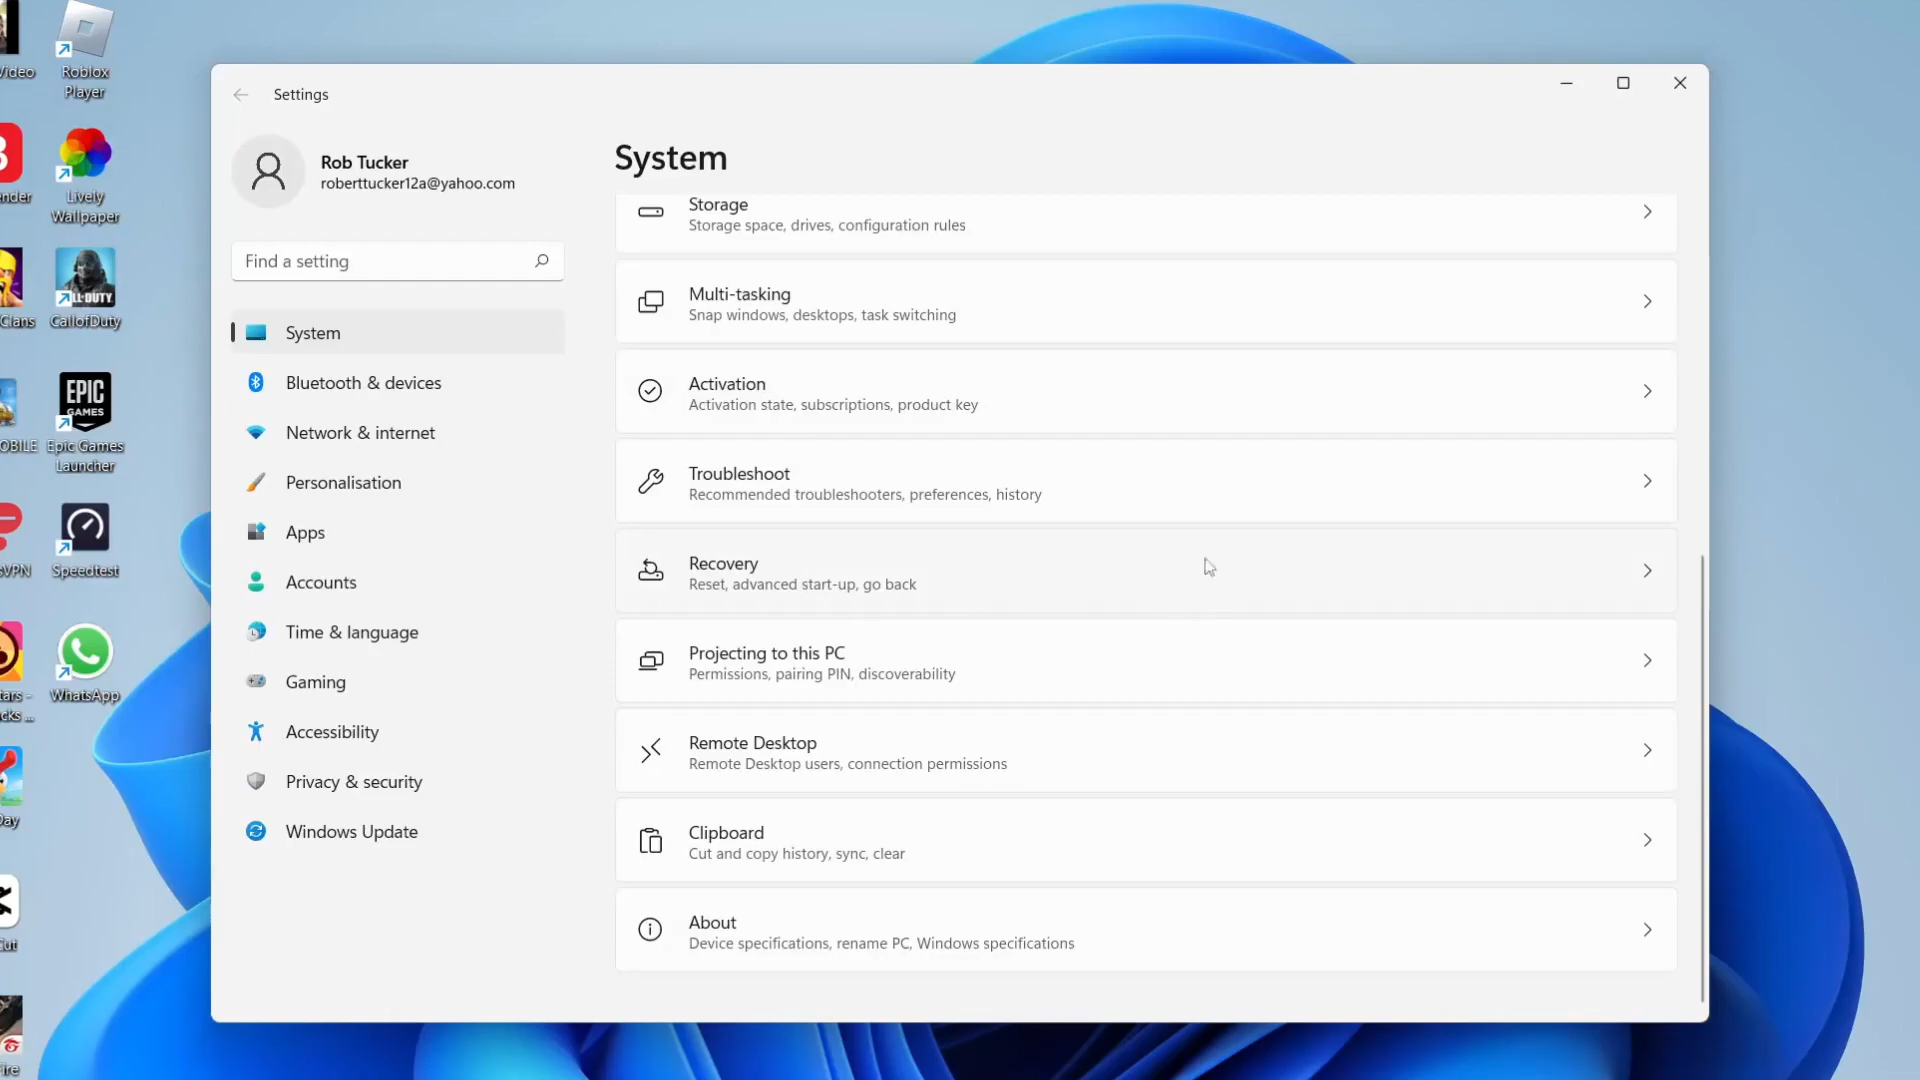 Video
Roblox
Player
Lively
Wallpaper
CallofDuty
EPIC
GAMES
Epic Games
Launcher
Speedtest
WhatsApp
Settings
Rob Tucker
roberttucker12a@yahoo.com
Find a setting
System
Bluetooth & devices
Network & internet
Personalisation
Apps
Accounts
Time & language
Gaming
Accessibility
Privacy & security
Windows Update
System
Storage
Storage space, drives, configuration rules
Multi-tasking
Snap windows, desktops, task switching
Activation
Activation state, subscriptions, product key
Troubleshoot
Recommended troubleshooters, preferences, history
Recovery
Reset, advanced start-up, go back
Projecting to this PC
Permissions, pairing PIN, discoverability
Remote Desktop
Remote Desktop users, connection permissions
Clipboard
Cut and copy history, sync, clear
About
Device specifications, rename PC, Windows specifications